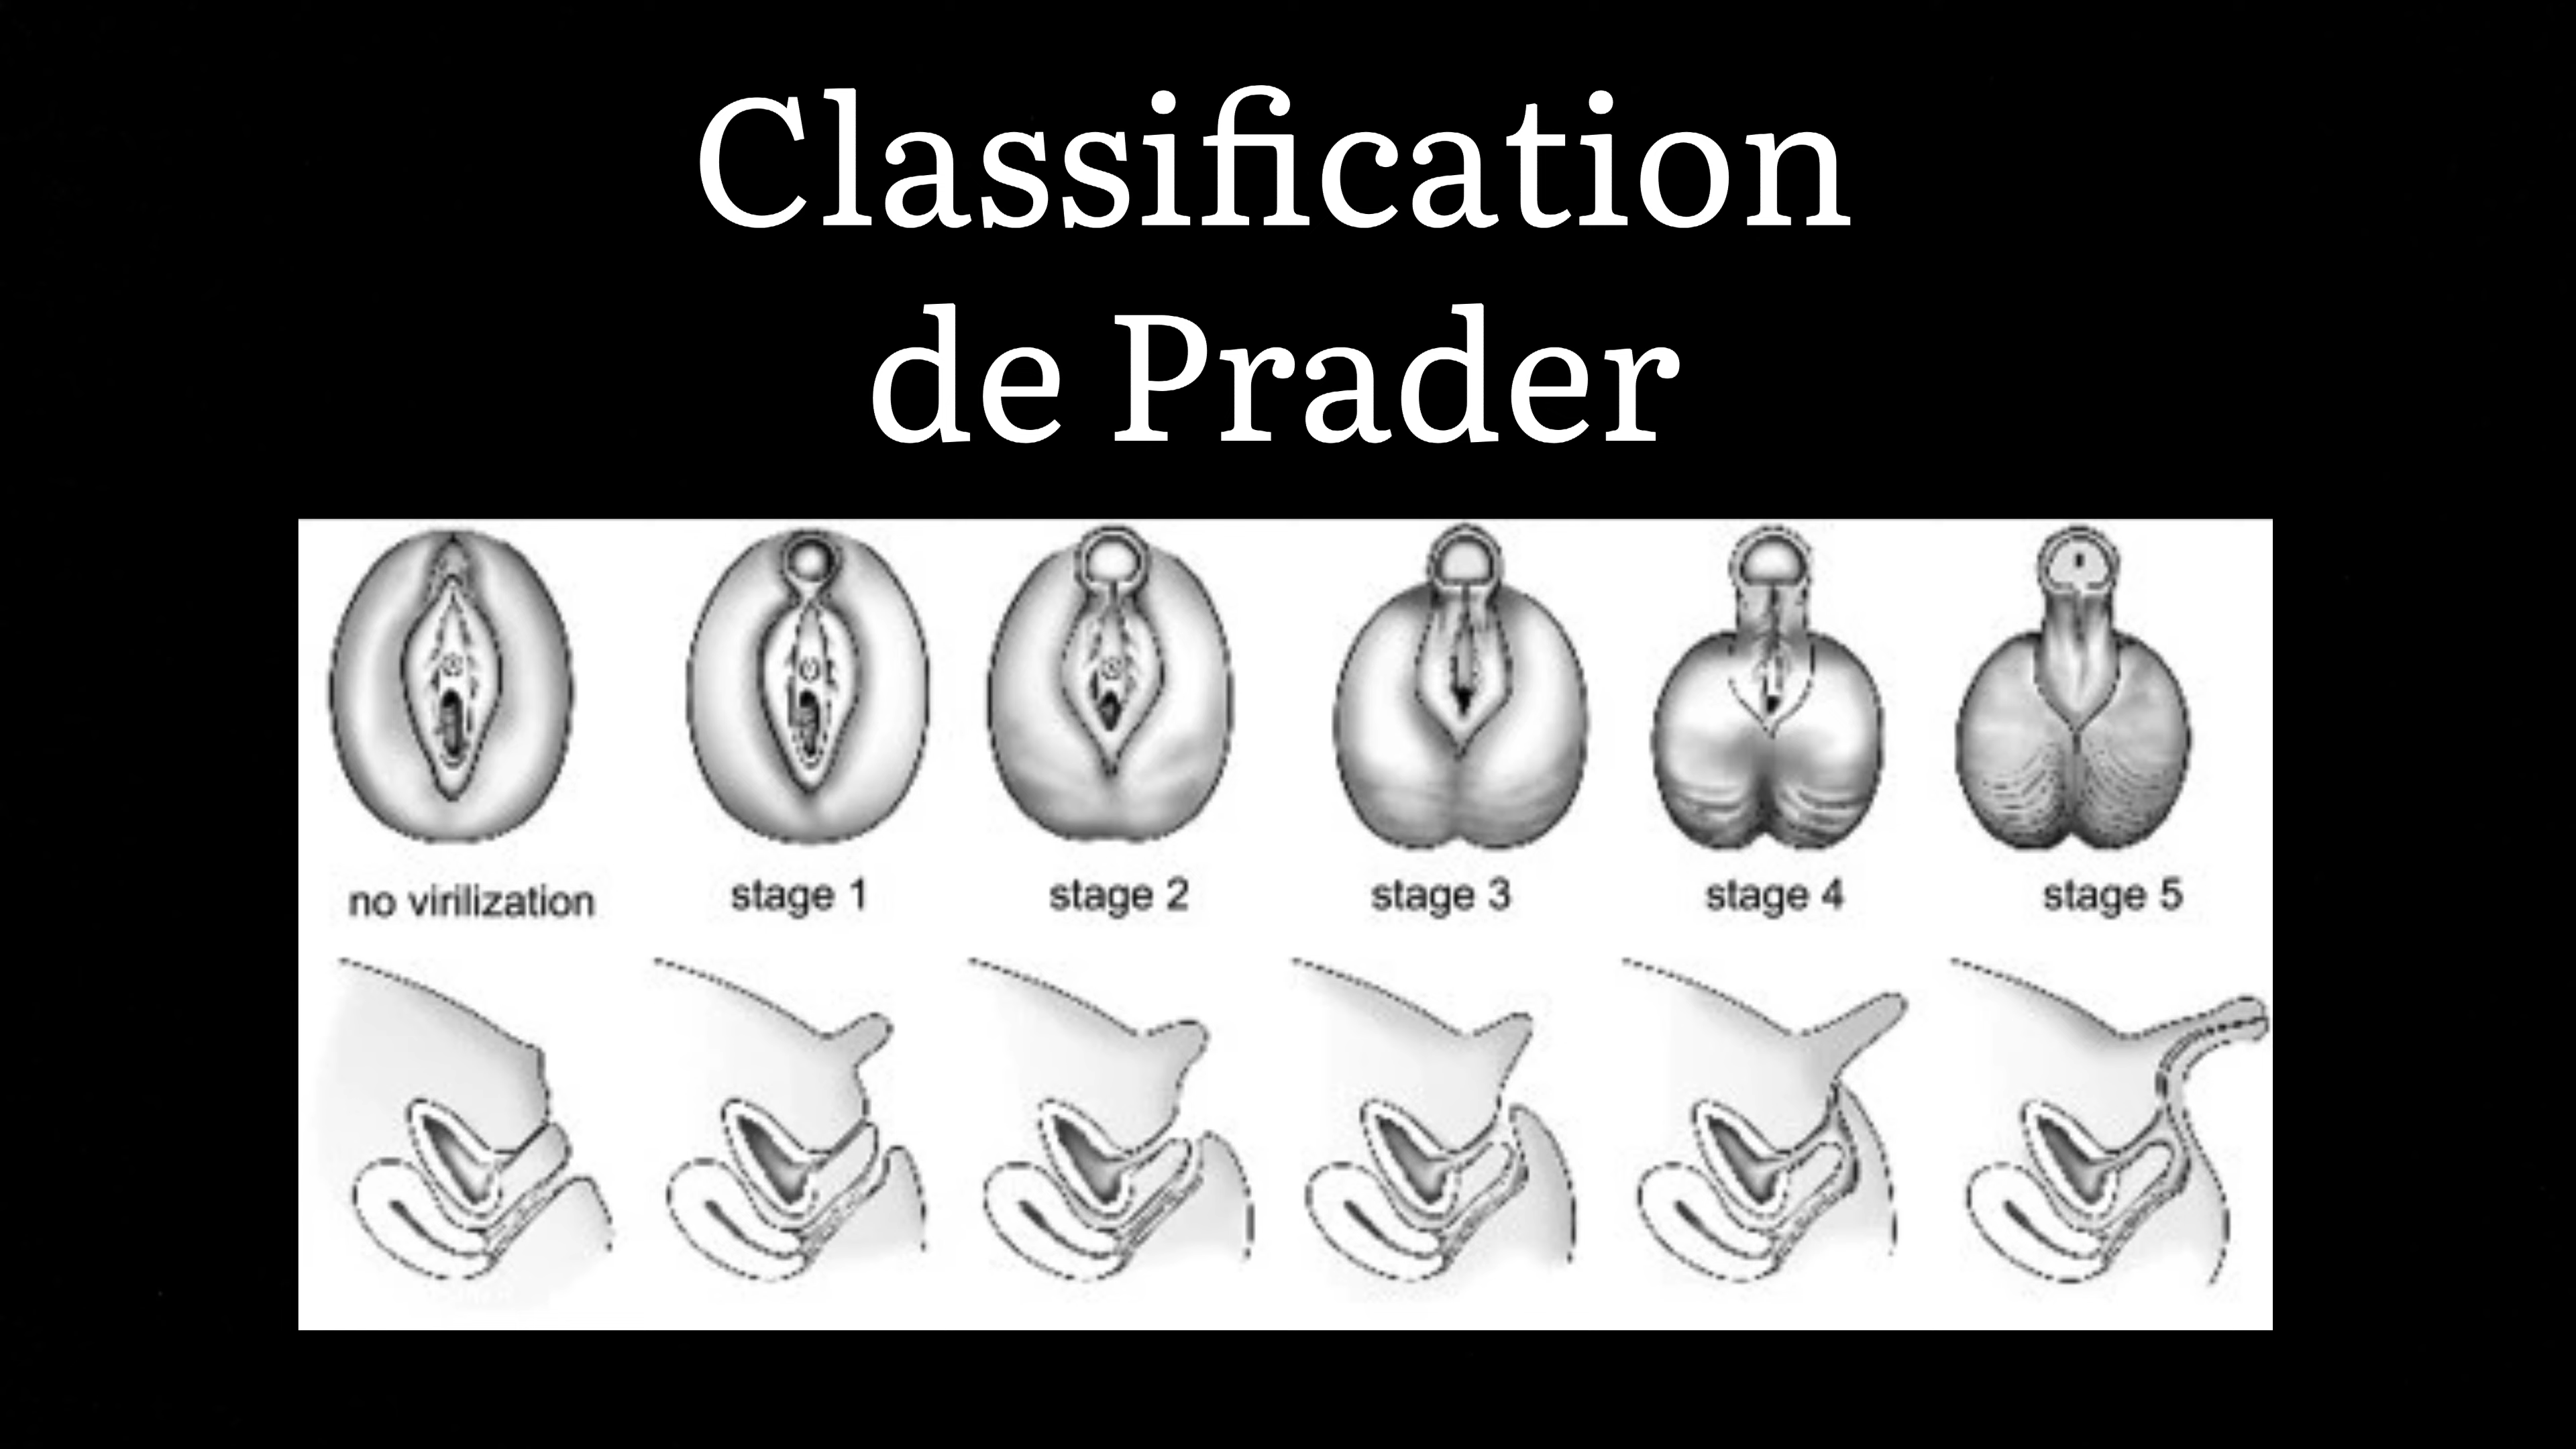 Classification
de Prader
no virilization
stage 1
stage 2
stage 3
stage 4
stage 5